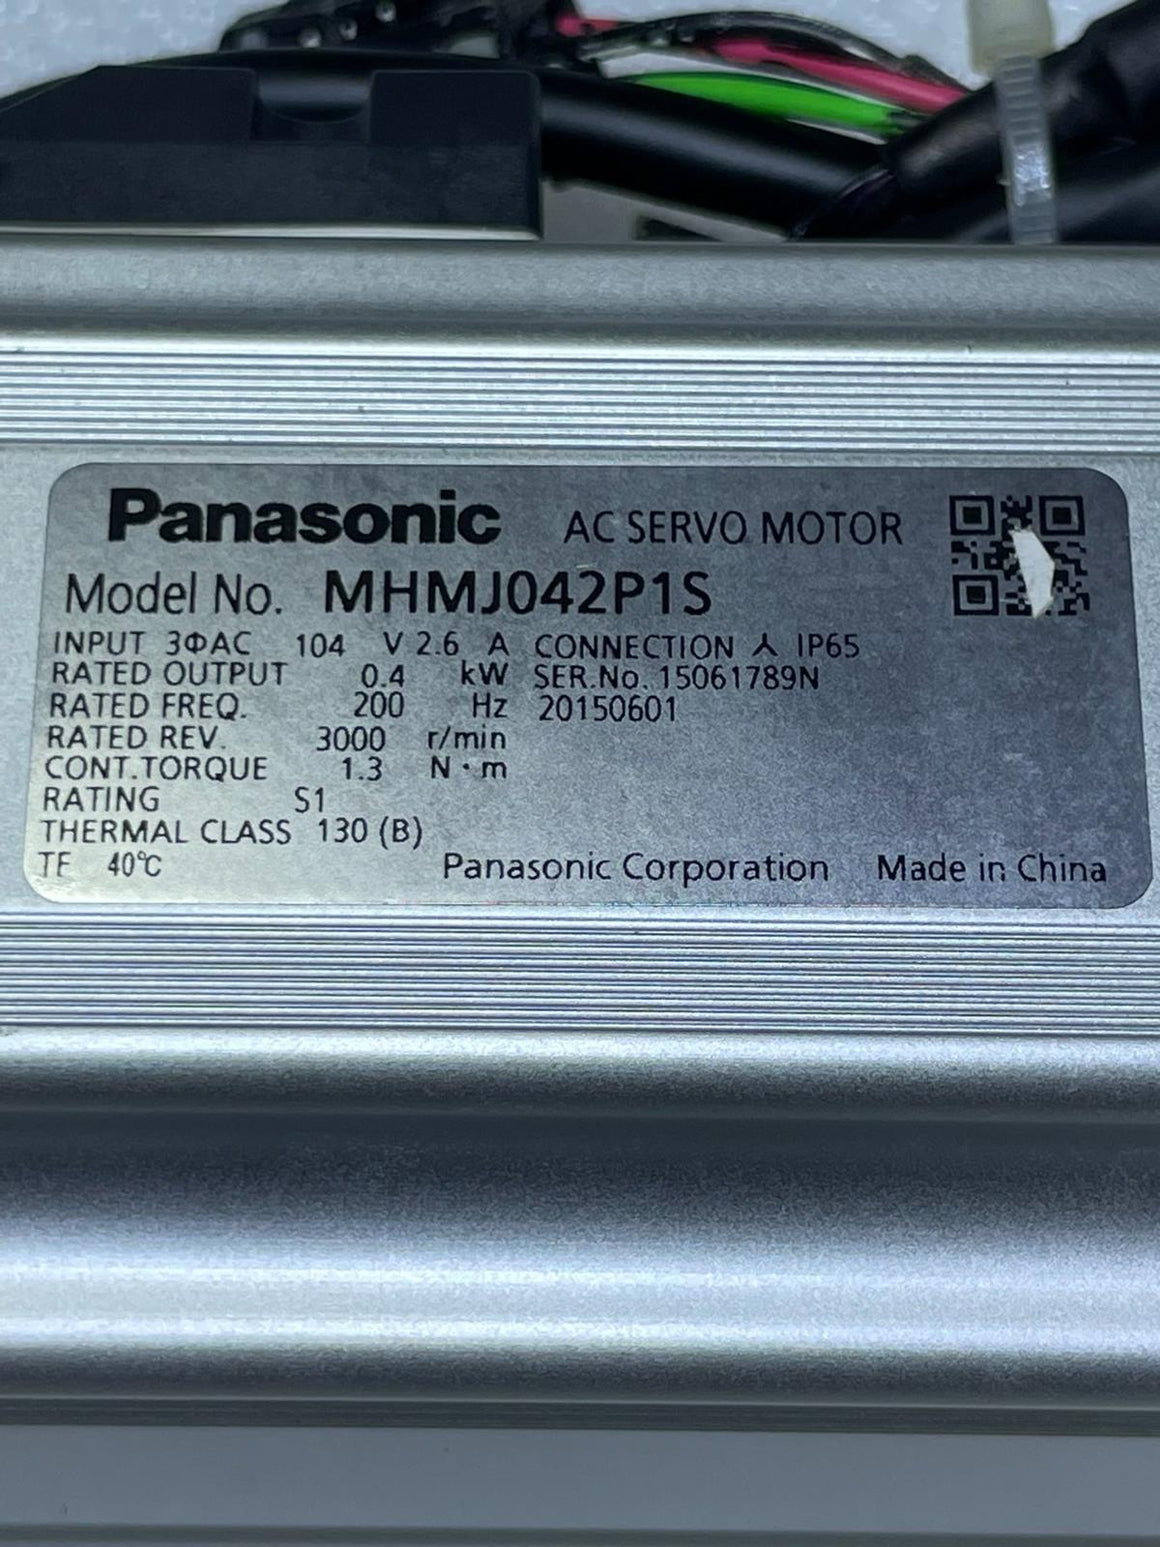 Panasonic AC SERVO MOTOR
Model No. MHMJ042P1S
INPUT 3ΦAC 104 V 2.6 A CONNECTION 人 IP65
RATED OUTPUT 0.4 kW SER.No. 15061789N
RATED FREQ. 200 Hz 20150601
RATED REV. 3000 r/min
CONT.TORQUE 1.3 N·m
RATING S1
THERMAL CLASS 130 (B)
TE 40℃ Panasonic Corporation Made in China